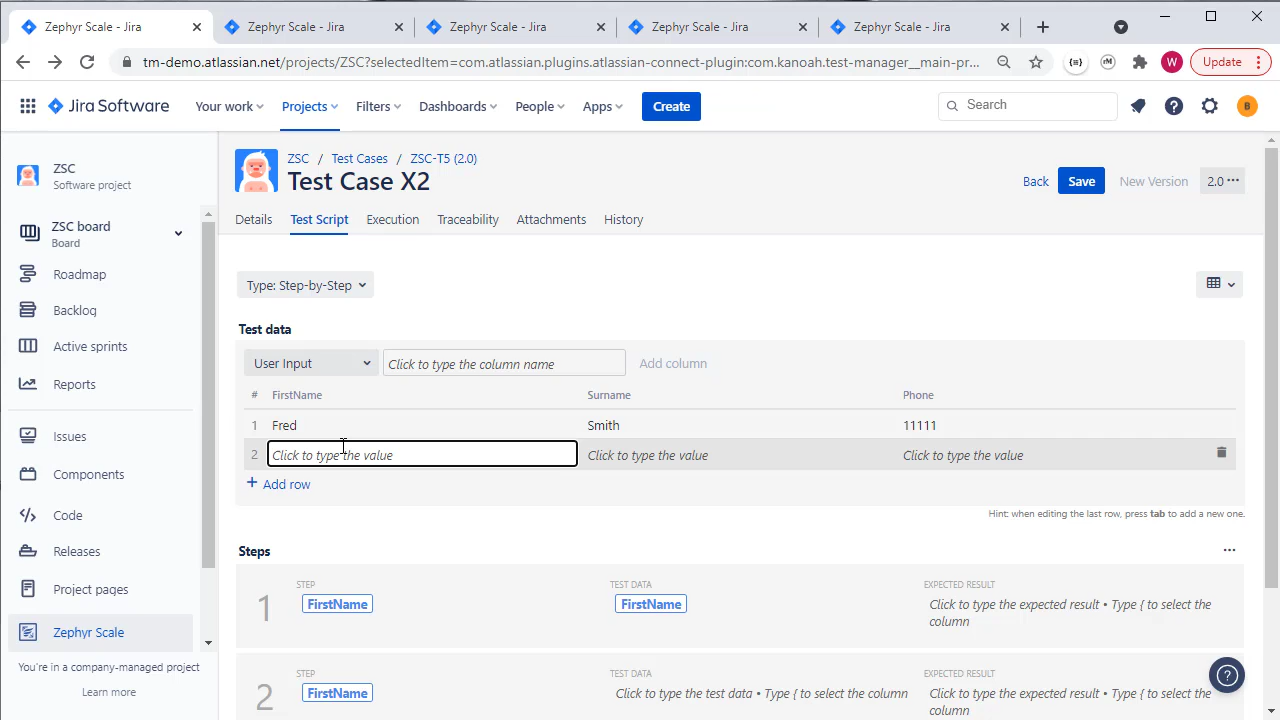 Zephyr Scale - Jira
Zephyr Scale - Jira
Zephyr Scale - Jira
Zephyr Scale - Jira
Zephyr Scale - Jira
tm-demo.atlassian.net/projects/ZSC?selectedItem=com.atlassian.plugins.atlassian-connect-plugin:com.kanoah.test-manager__main-pr...
W
Update
Jira Software
Your work
Projects
Filters
Dashboards
People
Apps
Create
Search
B
ZSC
Software project
ZSC board
Board
Roadmap
Backlog
Active sprints
Reports
Issues
Components
Code
Releases
Project pages
Zephyr Scale
You're in a company-managed project
Learn more
ZSC / Test Cases / ZSC-T5 (2.0)
Test Case X2
Back
Save
New Version
2.0 ···
Details
Test Script
Execution
Traceability
Attachments
History
Type: Step-by-Step
Test data
User Input
Click to type the column name
Add column
# FirstName Surname Phone
1 Fred Smith 11111
2 Click to type the value Click to type the value Click to type the value
+ Add row
Hint: when editing the last row, press tab to add a new one.
Steps
···
1
STEP
FirstName
TEST DATA
FirstName
EXPECTED RESULT
Click to type the expected result • Type { to select the
column
2
STEP
FirstName
TEST DATA
Click to type the test data • Type { to select the column
EXPECTED RESULT
Click to type the expected result • Type { to select the
column